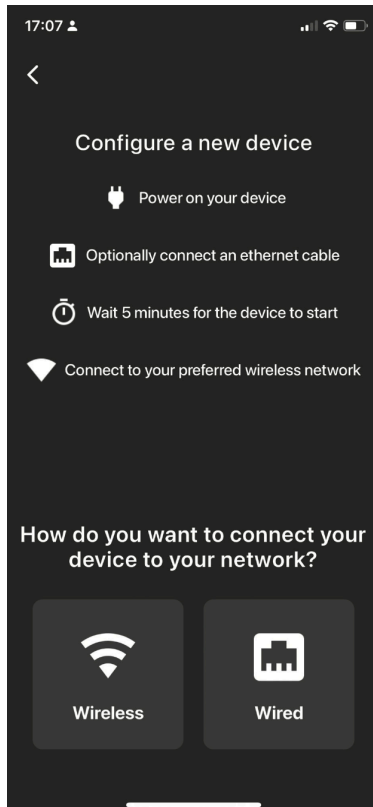 17:07
Configure a new device
Power on your device
Optionally connect an ethernet cable
Wait 5 minutes for the device to start
Connect to your preferred wireless network
How do you want to connect your
device to your network?
Wireless
Wired